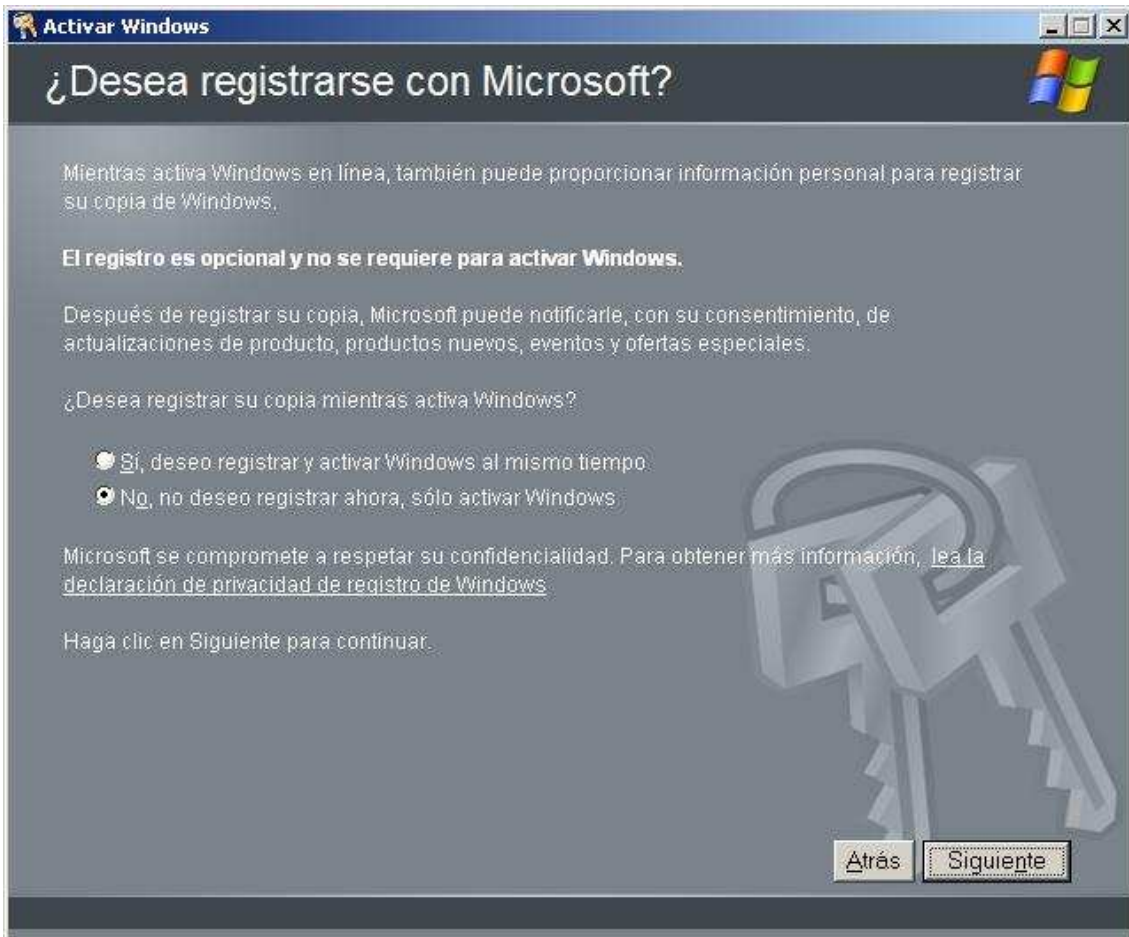 Activar Windows
¿Desea registrarse con Microsoft?
Mientras activa Windows en línea, también puede proporcionar información personal para registrar
su copia de Windows.
El registro es opcional y no se requiere para activar Windows.
Después de registrar su copia, Microsoft puede notificarle, con su consentimiento, de
actualizaciones de producto, productos nuevos, eventos y ofertas especiales.
¿Desea registrar su copia mientras activa Windows?
Sí, deseo registrar y activar Windows al mismo tiempo
No, no deseo registrar ahora, sólo activar Windows
Microsoft se compromete a respetar su confidencialidad. Para obtener más información, lea la
declaración de privacidad de registro de Windows
Haga clic en Siguiente para continuar.
Atrás Siguiente